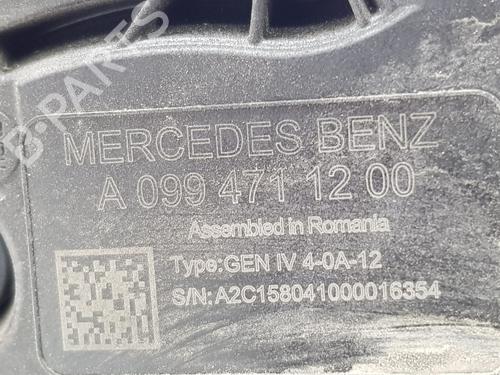 B-PARTS
MERCEDES BENZ
A 099 471 12 00
Assembled in Romania
Type:GEN IV 4-0A-12
S/N:A2C158041000016354